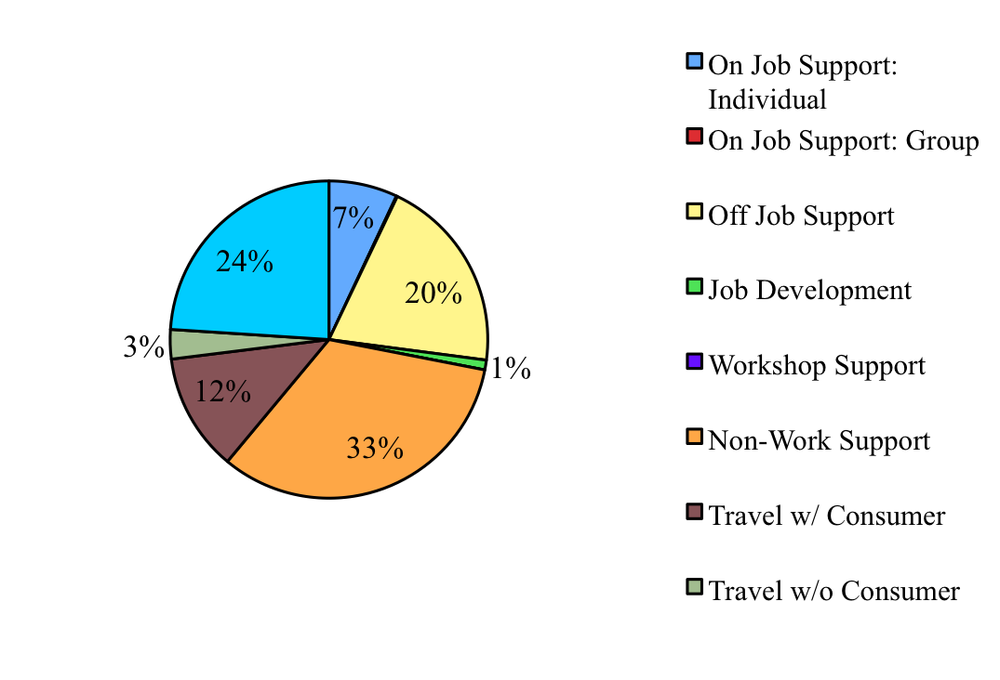 On Job Support:
Individual
On Job Support: Group
Off Job Support
Job Development
Workshop Support
Non-Work Support
Travel w/ Consumer
Travel w/o Consumer
7%
20%
1%
33%
12%
3%
24%